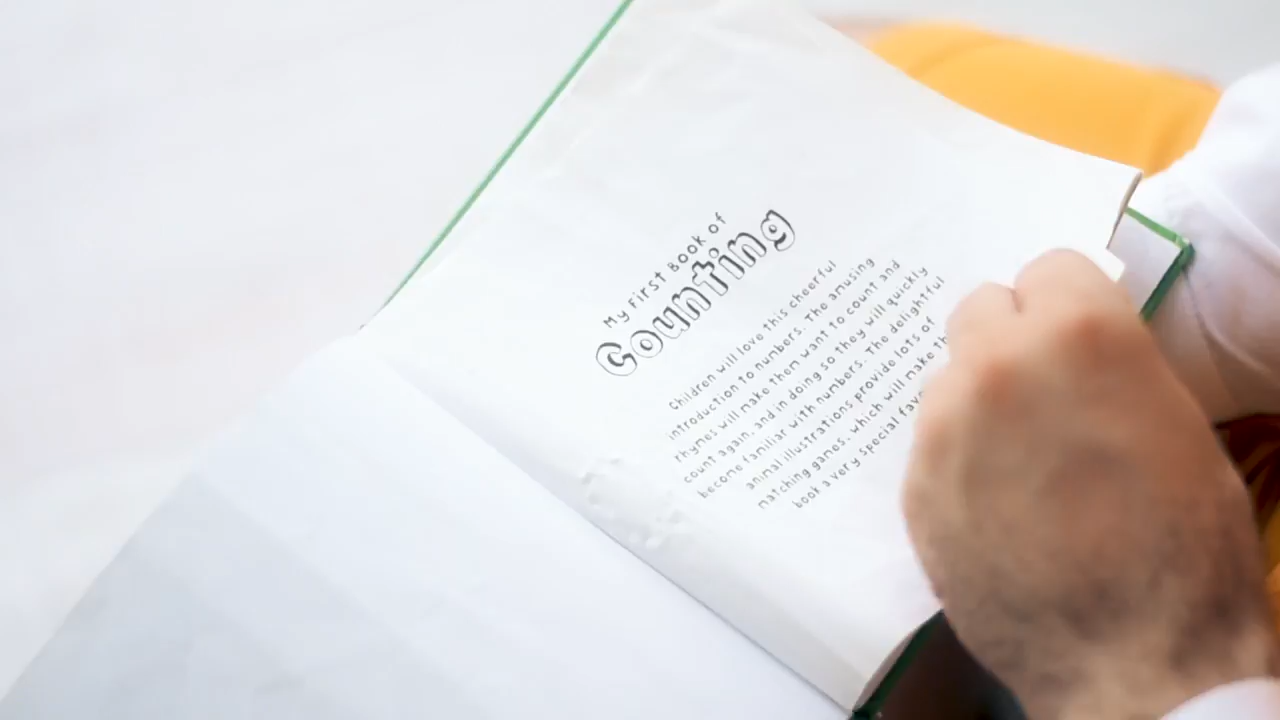 My First Book of
Counting
Children will love this cheerful
introduction to numbers. The amusing
rhymes will make them want to count and
count again, and in doing so they will quickly
become familiar with numbers. The delightful
animal illustrations provide lots of
matching games, which will make
book a very special